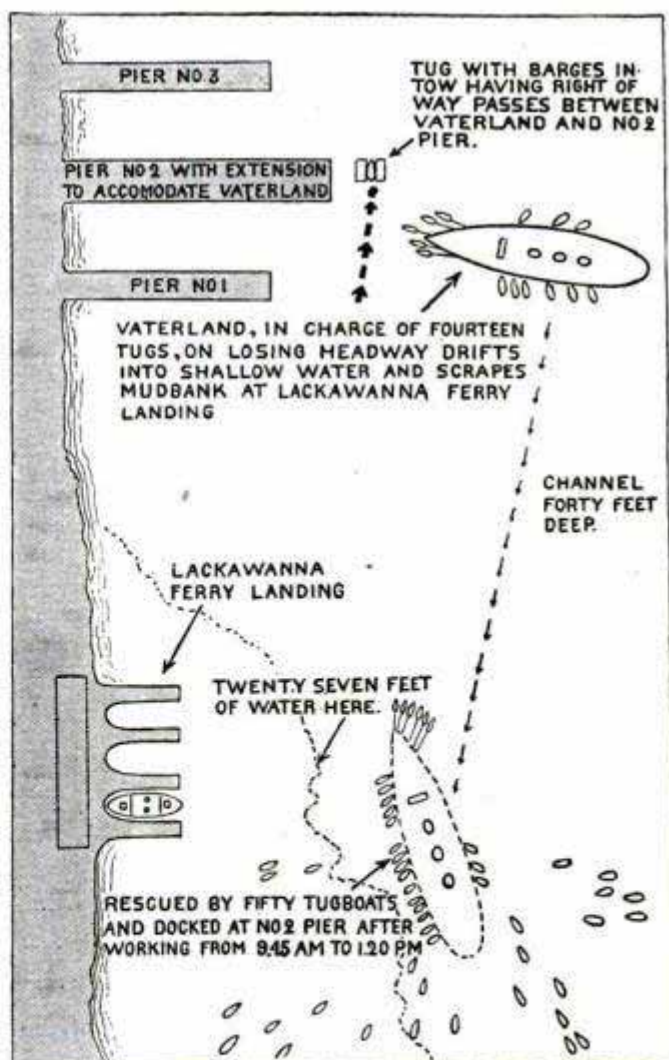 PIER NO.3
TUG WITH BARGES IN-
TOW HAVING RIGHT OF
WAY PASSES BETWEEN
VATERLAND AND NO2
PIER.
PIER NO2 WITH EXTENSION
TO ACCOMODATE VATERLAND
PIER NO1
VATERLAND, IN CHARGE OF FOURTEEN
TUGS, ON LOSING HEADWAY DRIFTS
INTO SHALLOW WATER AND SCRAPES
MUDBANK AT LACKAWANNA FERRY
LANDING
CHANNEL
FORTY FEET
DEEP.
LACKAWANNA
FERRY LANDING
TWENTY SEVEN FEET
OF WATER HERE.
RESCUED BY FIFTY TUGBOATS
AND DOCKED AT NO2 PIER AFTER
WORKING FROM 9.45 AM TO 1.20 PM